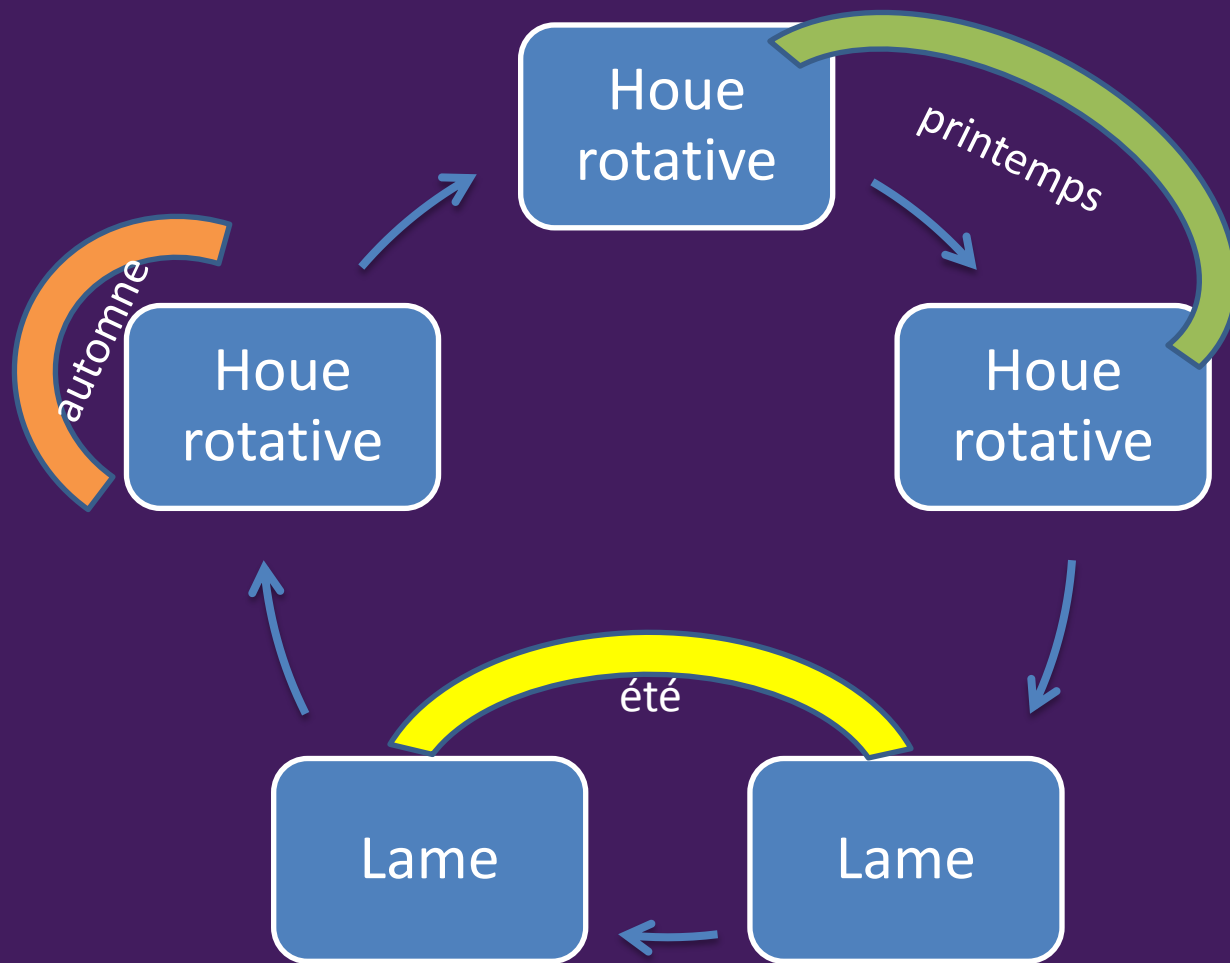 Houe
rotative
printemps
automne
Houe
rotative
Houe
rotative
été
Lame
Lame